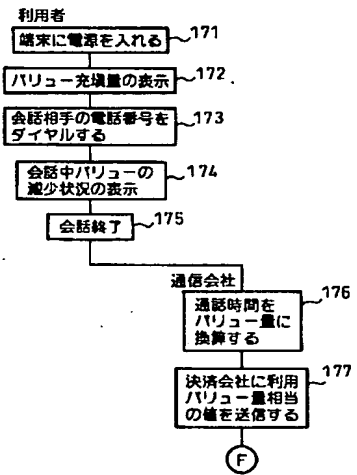 利用者
端末に電源を入れる
171
バリュー充填量の表示
172
会話相手の電話番号を
ダイヤルする
173
会話中バリューの
減少状況の表示
174
会話終了
175
通信会社
通話時間を
バリュー量に
換算する
176
決済会社に利用
バリュー量相当
の値を送信する
177
F